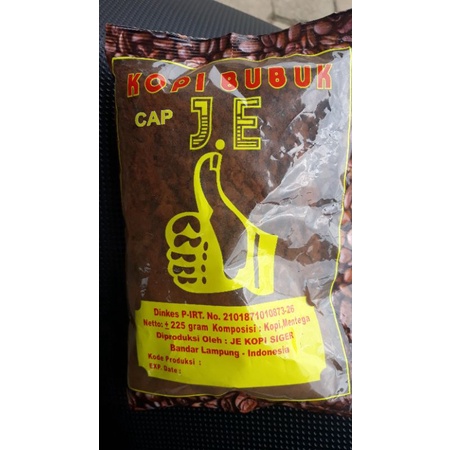 KOPI BUBUK
CAP J.E
Dinkes P-IRT. No. 2101871010873-26
Netto: ± 225 gram Komposisi : Kopi,Mentega
Diproduksi Oleh : JE KOPI SIGER
Bandar Lampung - Indonesia
Kode Produksi :
EXP. Date :